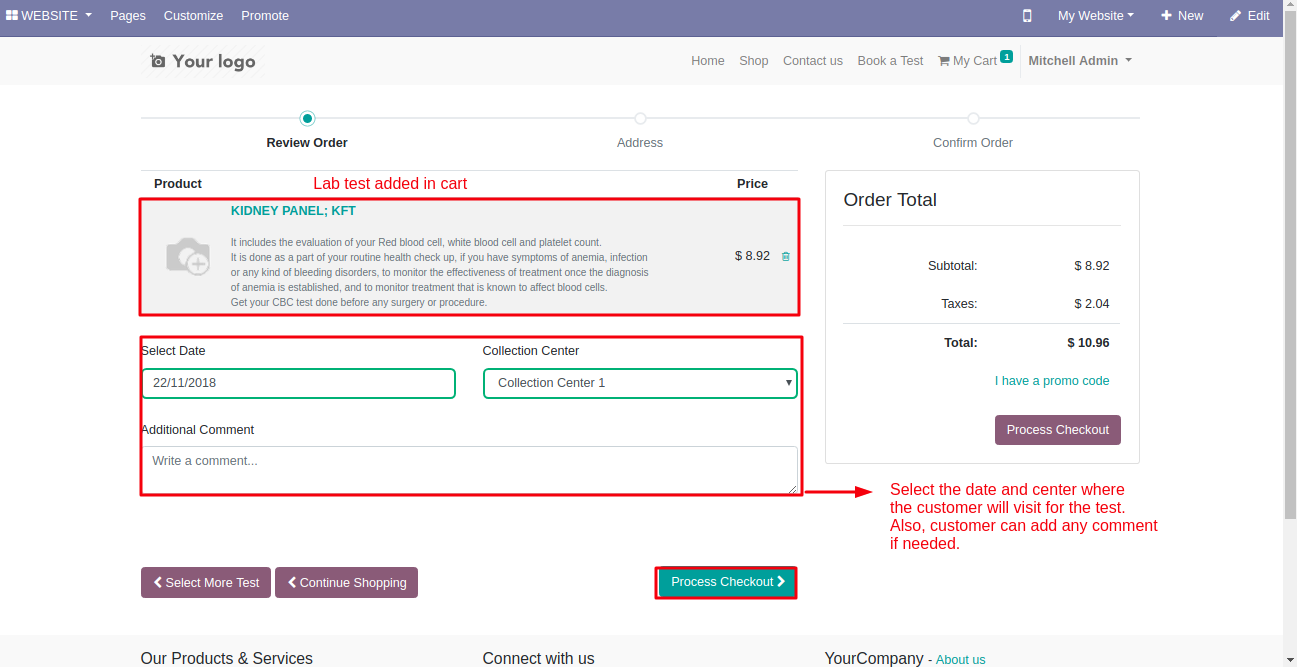 WEBSITE Pages Customize Promote My Website New Edit
Your logo Home Shop Contact us Book a Test My Cart 1 Mitchell Admin
Review Order Address Confirm Order
Product Lab test added in cart Price
KIDNEY PANEL; KFT
It includes the evaluation of your Red blood cell, white blood cell and platelet count.
It is done as a part of your routine health check up, if you have symptoms of anemia, infection
or any kind of bleeding disorders, to monitor the effectiveness of treatment once the diagnosis
of anemia is established, and to monitor treatment that is known to affect blood cells.
Get your CBC test done before any surgery or procedure.
$ 8.92
Order Total
Subtotal: $ 8.92
Taxes: $ 2.04
Total: $ 10.96
I have a promo code
Process Checkout
Select Date Collection Center
22/11/2018 Collection Center 1
Additional Comment
Write a comment...
Select the date and center where
the customer will visit for the test.
Also, customer can add any comment
if needed.
Select More Test Continue Shopping Process Checkout
Our Products & Services Connect with us YourCompany - About us